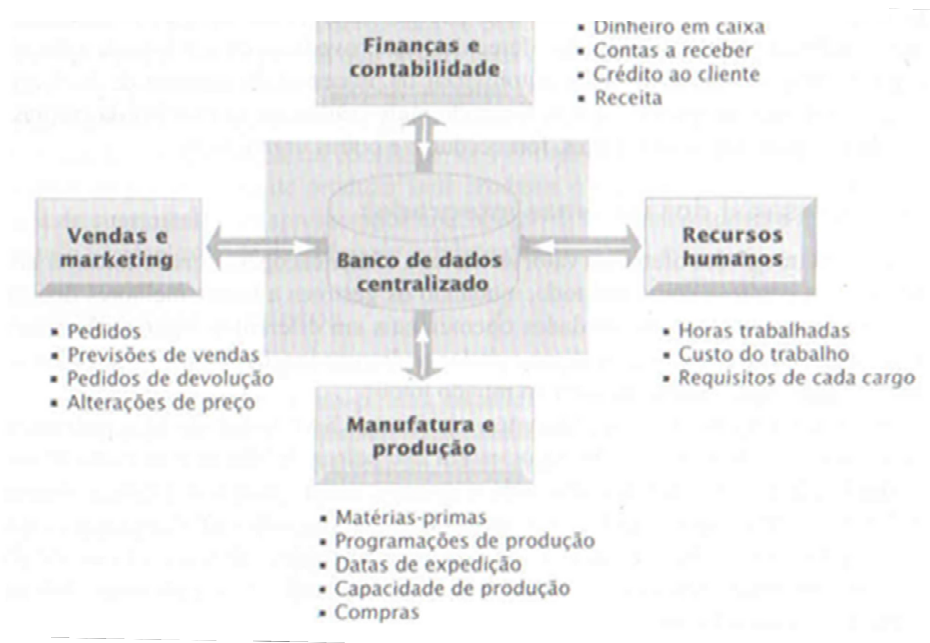 Finanças e
contabilidade
▪ Dinheiro em caixa
▪ Contas a receber
▪ Crédito ao cliente
▪ Receita
Vendas e
marketing
▪ Pedidos
▪ Previsões de vendas
▪ Pedidos de devolução
▪ Alterações de preço
Banco de dados
centralizado
Recursos
humanos
▪ Horas trabalhadas
▪ Custo do trabalho
▪ Requisitos de cada cargo
Manufatura e
produção
▪ Matérias-primas
▪ Programações de produção
▪ Datas de expedição
▪ Capacidade de produção
▪ Compras